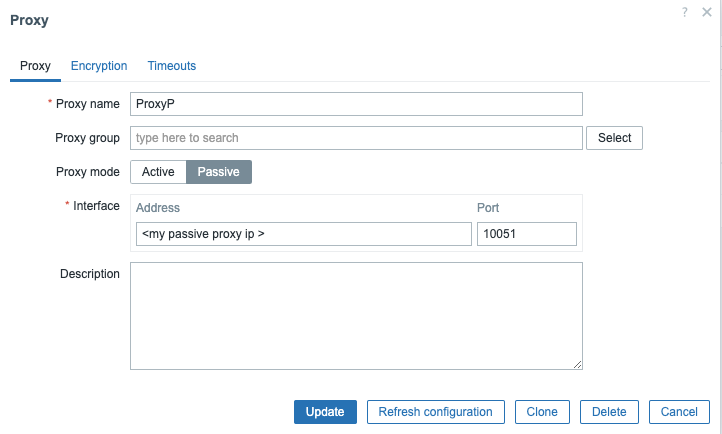 Proxy
? ×
Proxy Encryption Timeouts
* Proxy name ProxyP
Proxy group type here to search Select
Proxy mode Active Passive
* Interface Address Port
<my passive proxy ip > 10051
Description
Update Refresh configuration Clone Delete Cancel